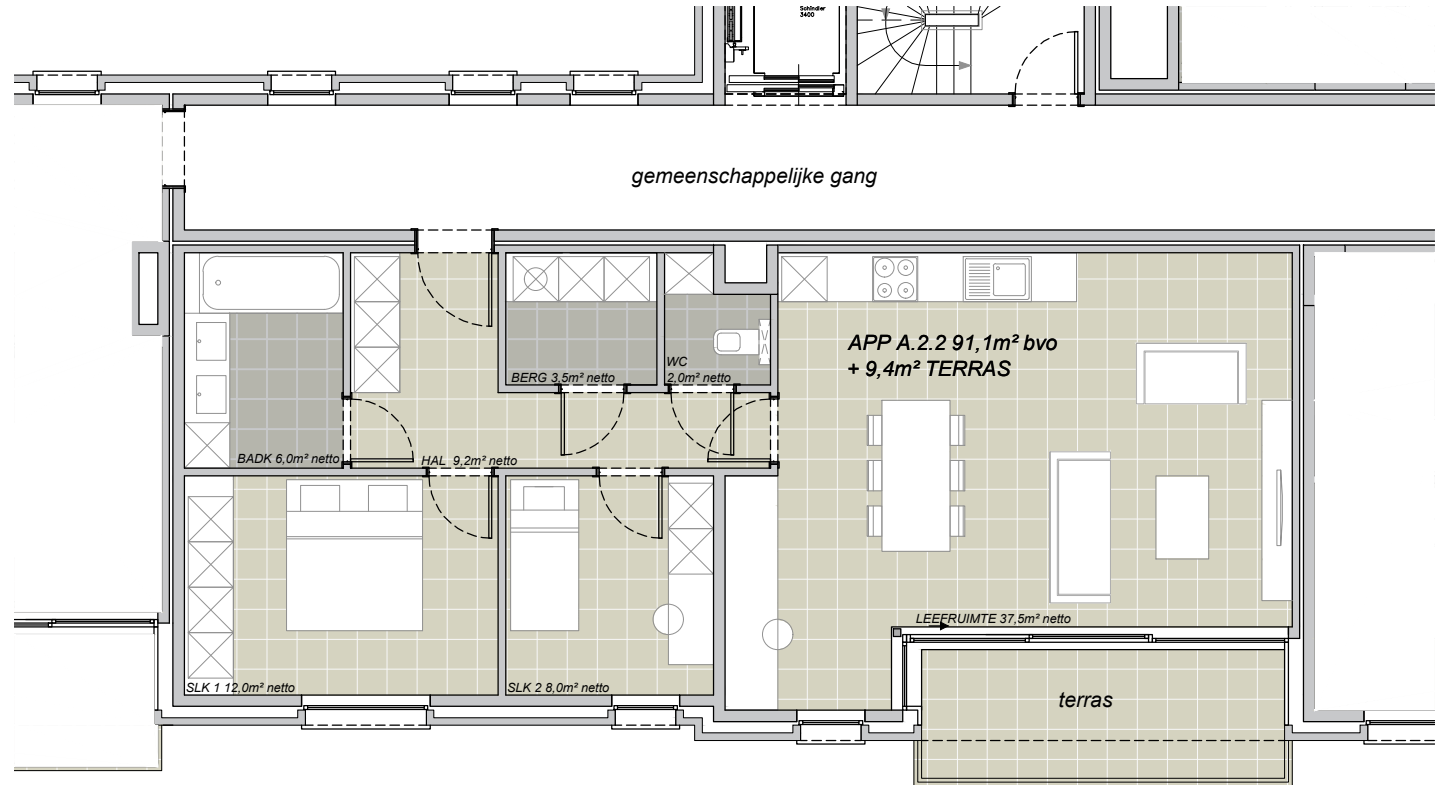 Schindler
3400
gemeenschappelijke gang
APP A.2.2 91,1m² bvo
+ 9,4m² TERRAS
WC
BERG 3,5m² netto
2,0m² netto
BADK 6,0m² netto
HAL 9,2m² netto
LEEFRUIMTE 37,5m² netto
SLK 1 12,0m² netto
SLK 2 8,0m² netto
terras